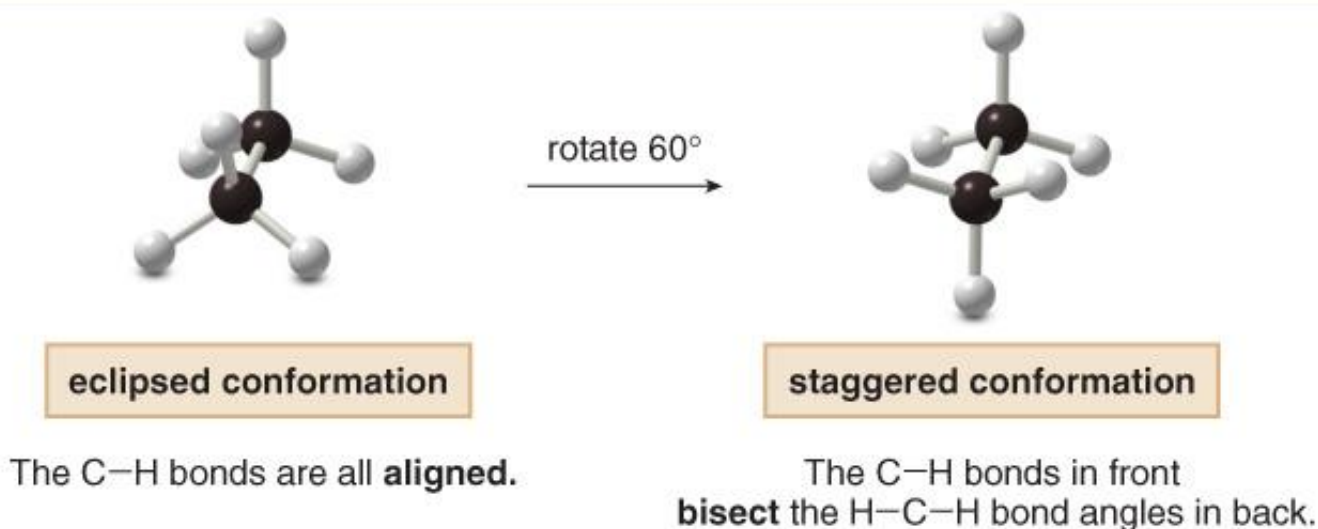 rotate 60°
eclipsed conformation
staggered conformation
The C−H bonds are all aligned.
The C−H bonds in front
bisect the H−C−H bond angles in back.